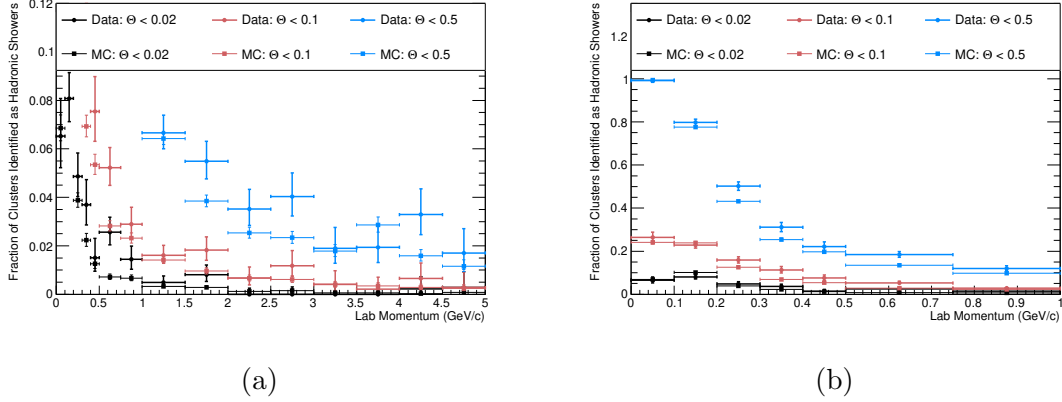 Fraction of Clusters Identified as Hadronic Showers
0.12
0.1
0.08
0.06
0.04
0.02
0
Data: Θ < 0.02 Data: Θ < 0.1 Data: Θ < 0.5
MC: Θ < 0.02 MC: Θ < 0.1 MC: Θ < 0.5
0 0.5 1 1.5 2 2.5 3 3.5 4 4.5 5
Lab Momentum (GeV/c)
(a)
Fraction of Clusters Identified as Hadronic Showers
1.2
1
0.8
0.6
0.4
0.2
0
Data: Θ < 0.02 Data: Θ < 0.1 Data: Θ < 0.5
MC: Θ < 0.02 MC: Θ < 0.1 MC: Θ < 0.5
0 0.1 0.2 0.3 0.4 0.5 0.6 0.7 0.8 0.9 1
Lab Momentum (GeV/c)
(b)